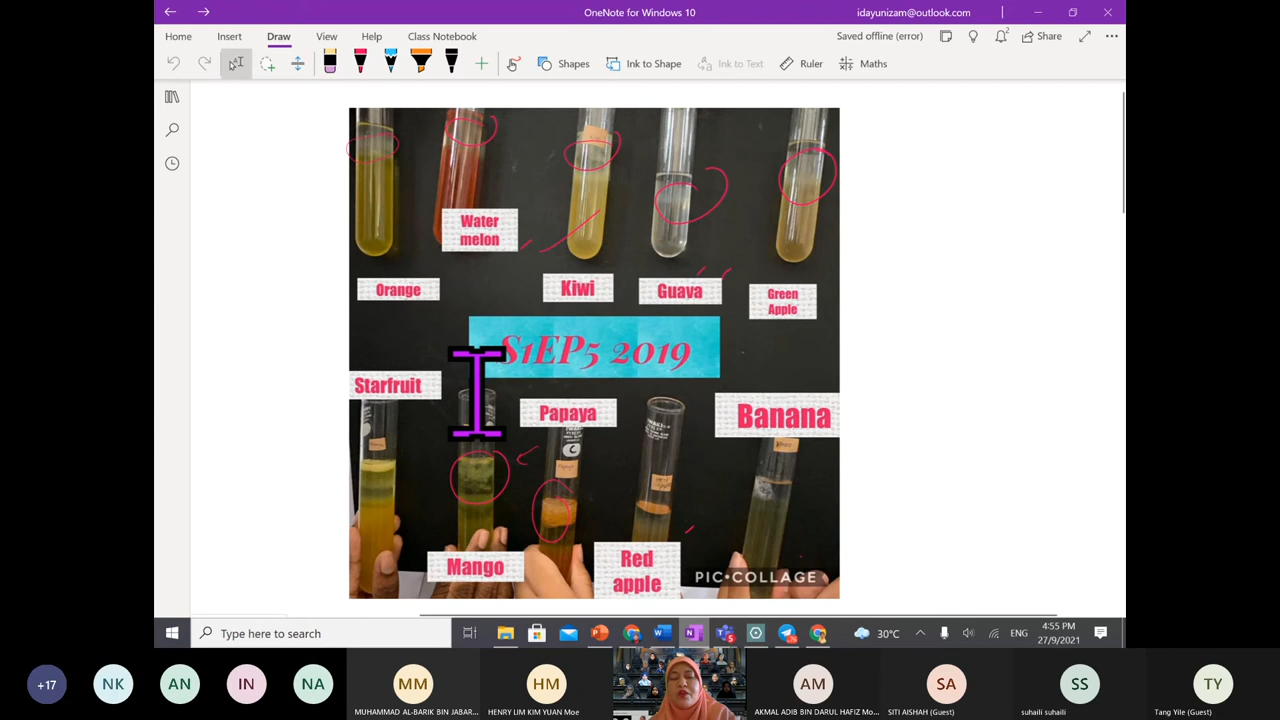 OneNote for Windows 10
idayunizam@outlook.com
Home Insert Draw View Help Class Notebook
Saved offline (error)
Share
Shapes
Ink to Shape
Ink to Text
Ruler
Maths
Water
melon
Orange
Kiwi
Guava
Green
Apple
S1EP5 2019
Starfruit
Papaya
Banana
C
Mango
Red
apple
PIC•COLLAGE
Type here to search
30°C
ENG
4:55 PM
27/9/2021
+17
NK
AN
IN
NA
MM
HM
AM
SA
SS
TY
MUHAMMAD AL-BARIK BIN JABAR...
HENRY LIM KIM YUAN Moe
AKMAL ADIB BIN DARUL HAFIZ Mo...
SITI AISHAH (Guest)
suhaili suhaili
Tang Yile (Guest)